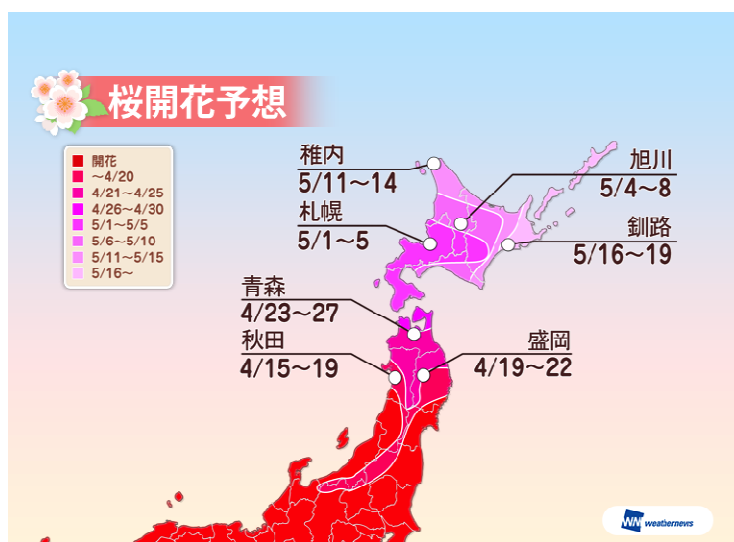 桜開花予想
開花
～4/20
4/21～4/25
4/26～4/30
5/1～5/5
5/6～5/10
5/11～5/15
5/16～
稚内
5/11～14
旭川
5/4～8
札幌
5/1～5
釧路
5/16～19
青森
4/23～27
秋田
4/15～19
盛岡
4/19～22
WN weathernews